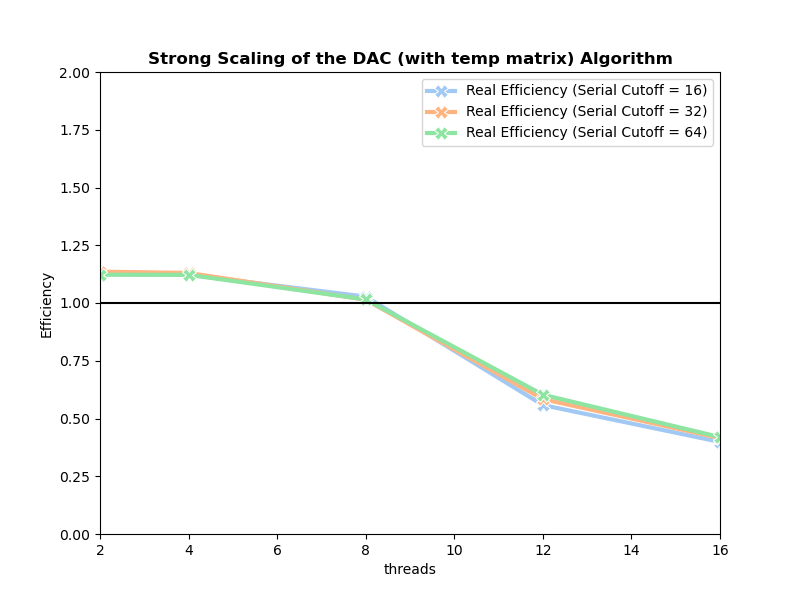 Strong Scaling of the DAC (with temp matrix) Algorithm
Real Efficiency (Serial Cutoff = 16)
Real Efficiency (Serial Cutoff = 32)
Real Efficiency (Serial Cutoff = 64)
2.00
1.75
1.50
1.25
1.00
0.75
0.50
0.25
0.00
Efficiency
2 4 6 8 10 12 14 16
threads